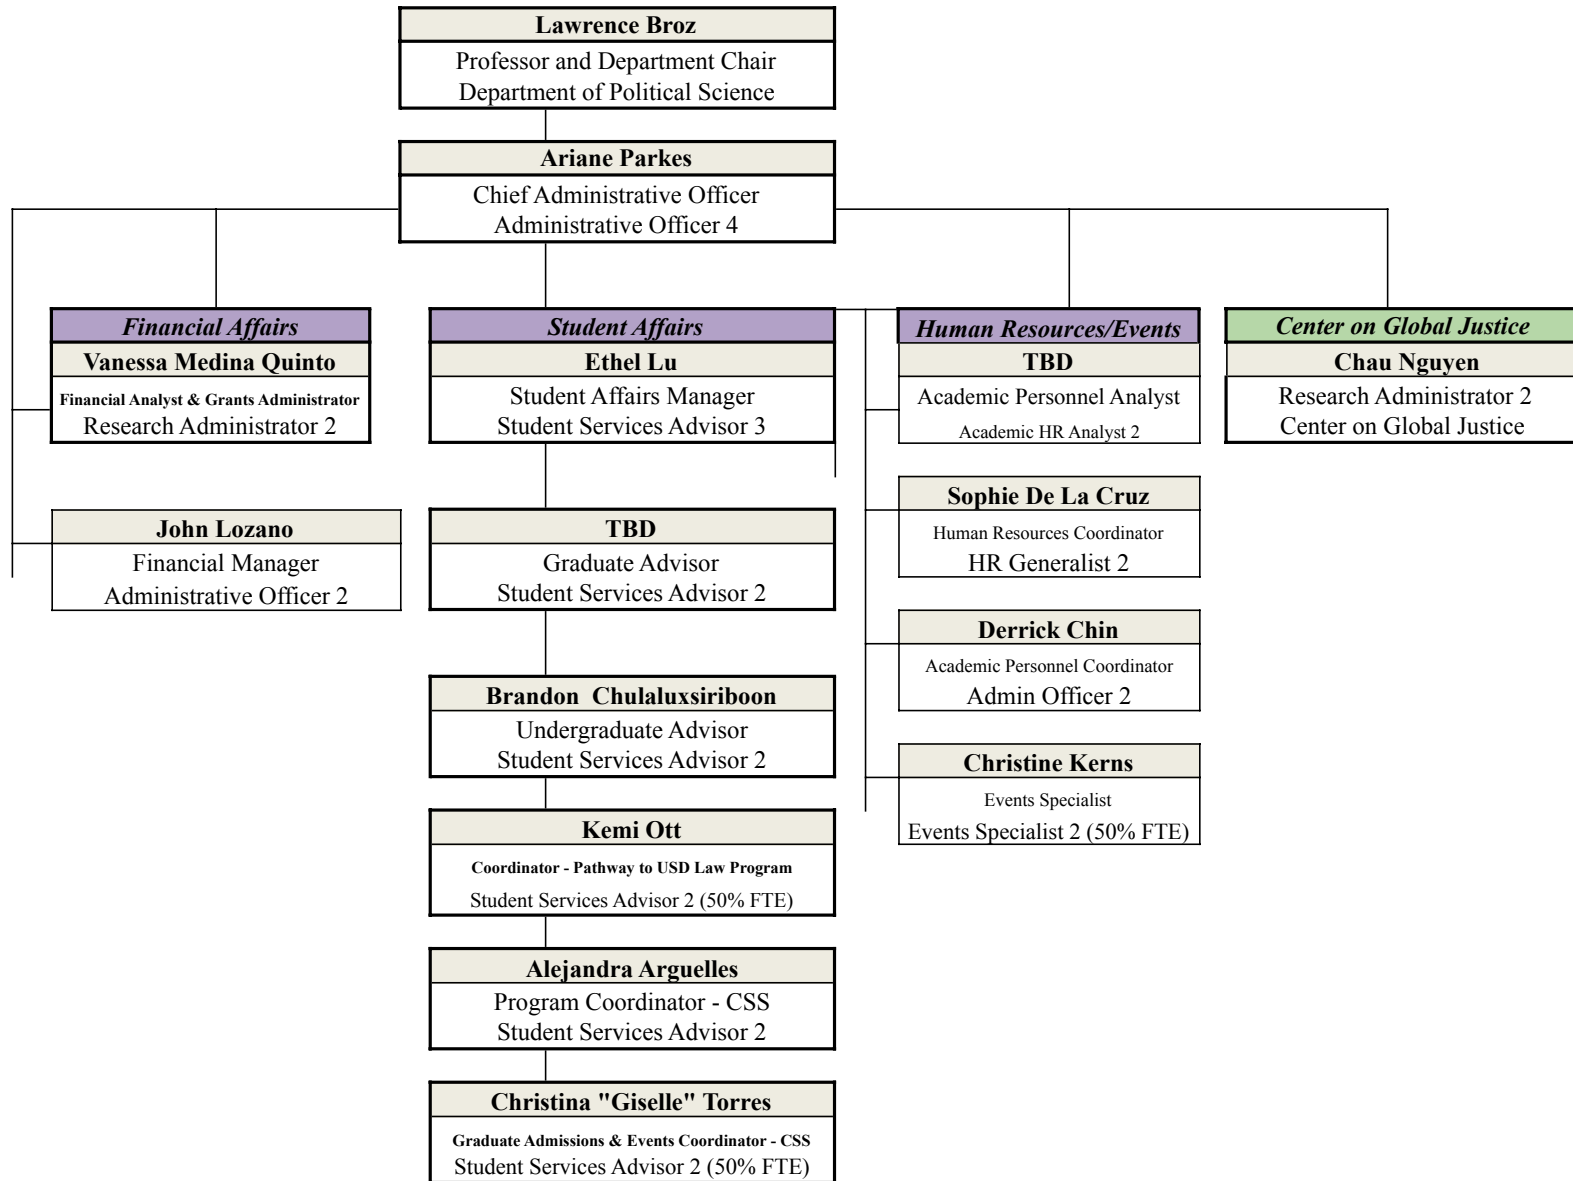 Lawrence Broz
Professor and Department Chair
Department of Political Science
Ariane Parkes
Chief Administrative Officer
Administrative Officer 4
Financial Affairs
Vanessa Medina Quinto
Financial Analyst & Grants Administrator
Research Administrator 2
John Lozano
Financial Manager
Administrative Officer 2
Student Affairs
Ethel Lu
Student Affairs Manager
Student Services Advisor 3
TBD
Graduate Advisor
Student Services Advisor 2
Brandon  Chulaluxsiriboon
Undergraduate Advisor
Student Services Advisor 2
Kemi Ott
Coordinator - Pathway to USD Law Program
Student Services Advisor 2 (50% FTE)
Alejandra Arguelles
Program Coordinator - CSS
Student Services Advisor 2
Christina "Giselle" Torres
Graduate Admissions & Events Coordinator - CSS
Student Services Advisor 2 (50% FTE)
Human Resources/Events
TBD
Academic Personnel Analyst
Academic HR Analyst 2
Sophie De La Cruz
Human Resources Coordinator
HR Generalist 2
Derrick Chin
Academic Personnel Coordinator
Admin Officer 2
Christine Kerns
Events Specialist
Events Specialist 2 (50% FTE)
Center on Global Justice
Chau Nguyen
Research Administrator 2
Center on Global Justice